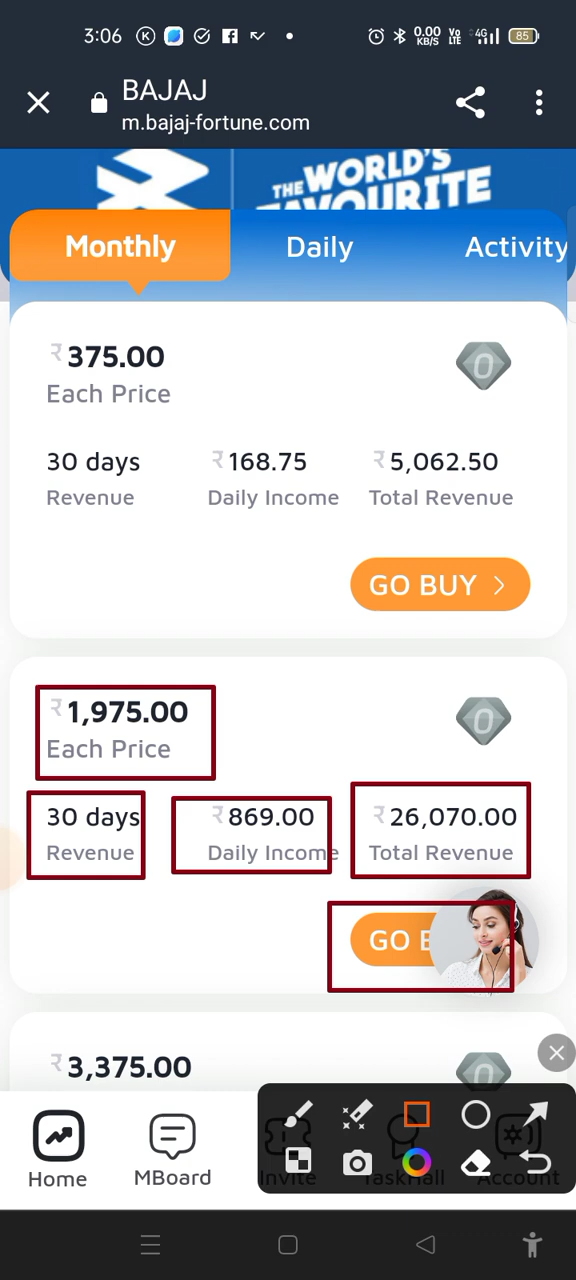 3:06
0.00 KB/S
Vo LTE
4G
85
BAJAJ
m.bajaj-fortune.com
THE WORLD'S
FAVOURITE
Monthly
Daily
Activity
₹375.00
Each Price
30 days
₹168.75
₹5,062.50
Revenue
Daily Income
Total Revenue
GO BUY >
₹1,975.00
Each Price
30 days
₹869.00
₹26,070.00
Revenue
Daily Income
Total Revenue
GO B
₹3,375.00
Home
MBoard
Invite
TaskHall
Account